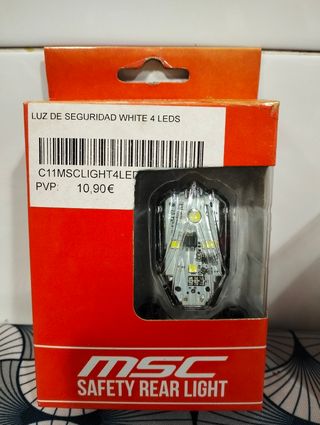 LUZ DE SEGURIDAD WHITE 4 LEDS
C11MSCLIGHT4LED
PVP: 10,90€
msc
SAFETY REAR LIGHT